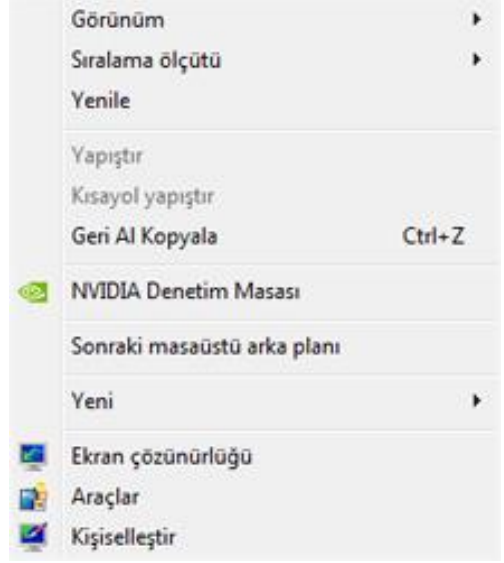 Görünüm
Sıralama ölçütü
Yenile
Yapıştır
Kısayol yapıştır
Geri Al Kopyala Ctrl+Z
NVIDIA Denetim Masası
Sonraki masaüstü arka planı
Yeni
Ekran çözünürlüğü
Araçlar
Kişiselleştir